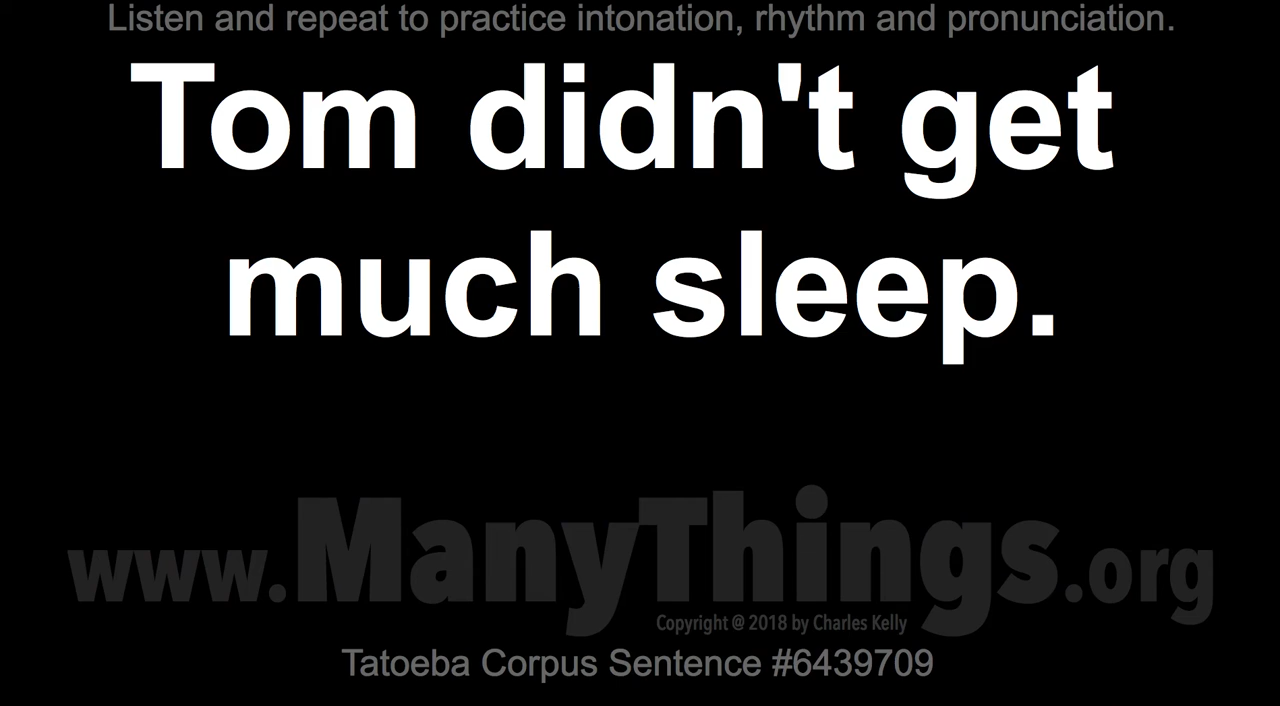 Listen and repeat to practice intonation, rhythm and pronunciation.
Tom didn't get
much sleep.
www.ManyThings.org
Copyright @ 2018 by Charles Kelly
Tatoeba Corpus Sentence #6439709